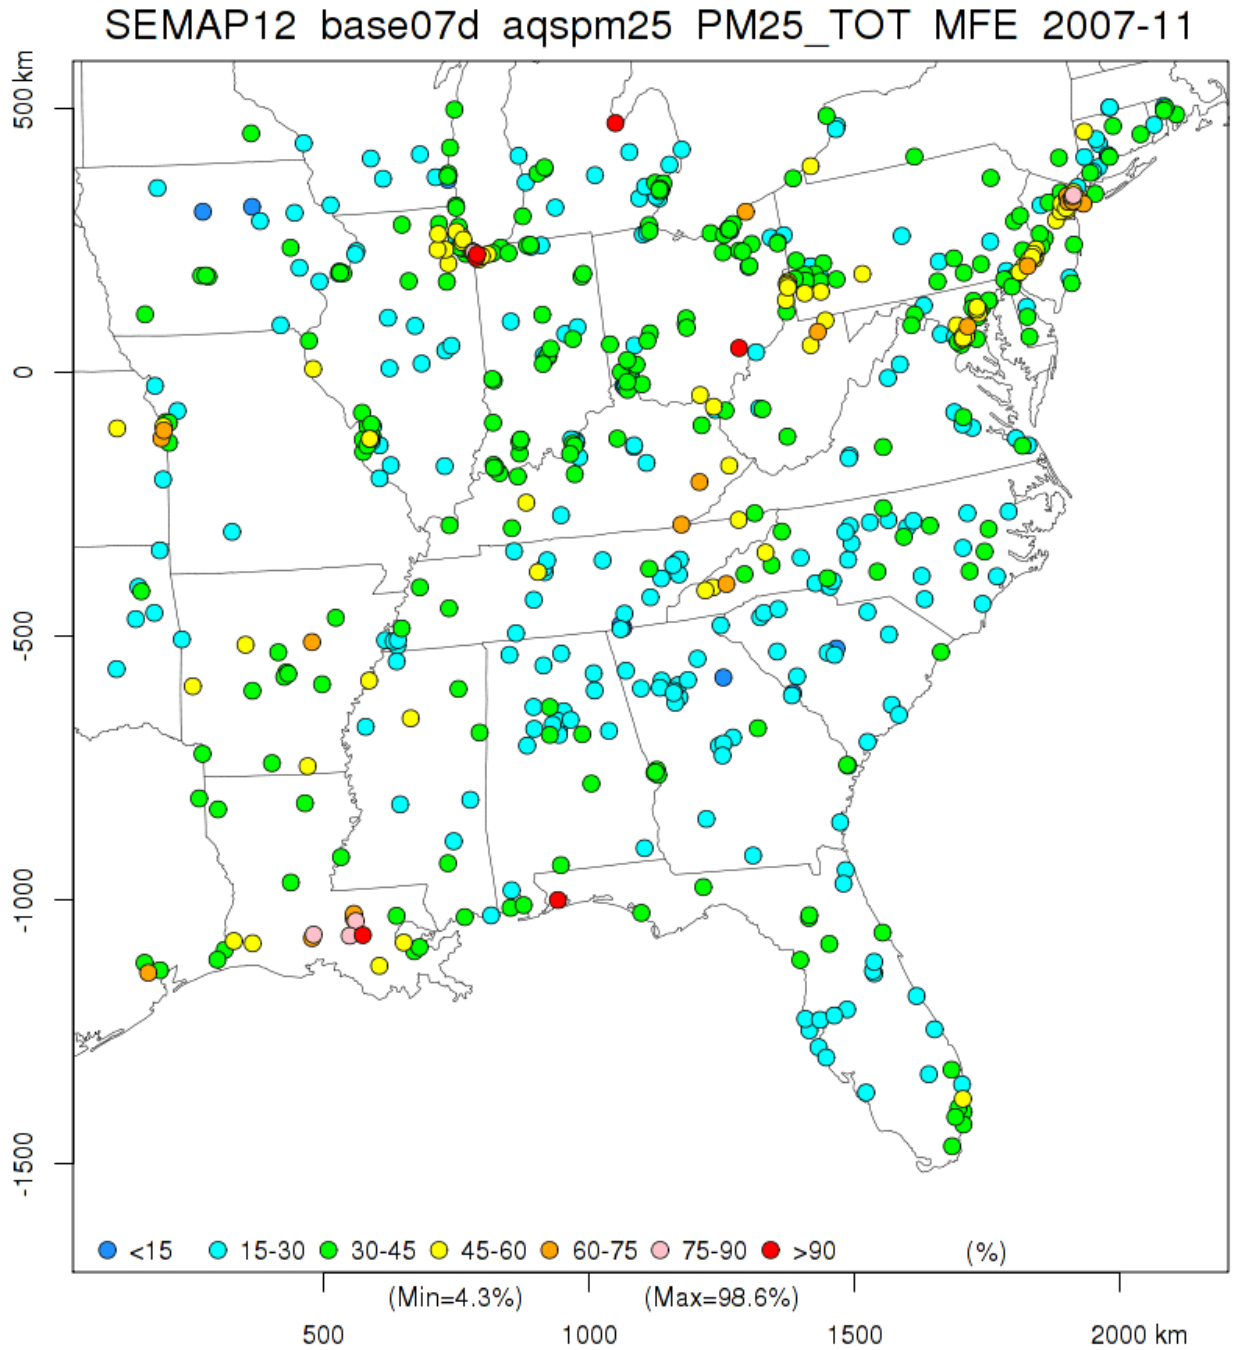 SEMAP12 base07d aqspm25 PM25_TOT MFE 2007-11
500 km
0
-500
-1000
-1500
<15 15-30 30-45 45-60 60-75 75-90 >90 (%)
(Min=4.3%) (Max=98.6%)
500 1000 1500 2000 km